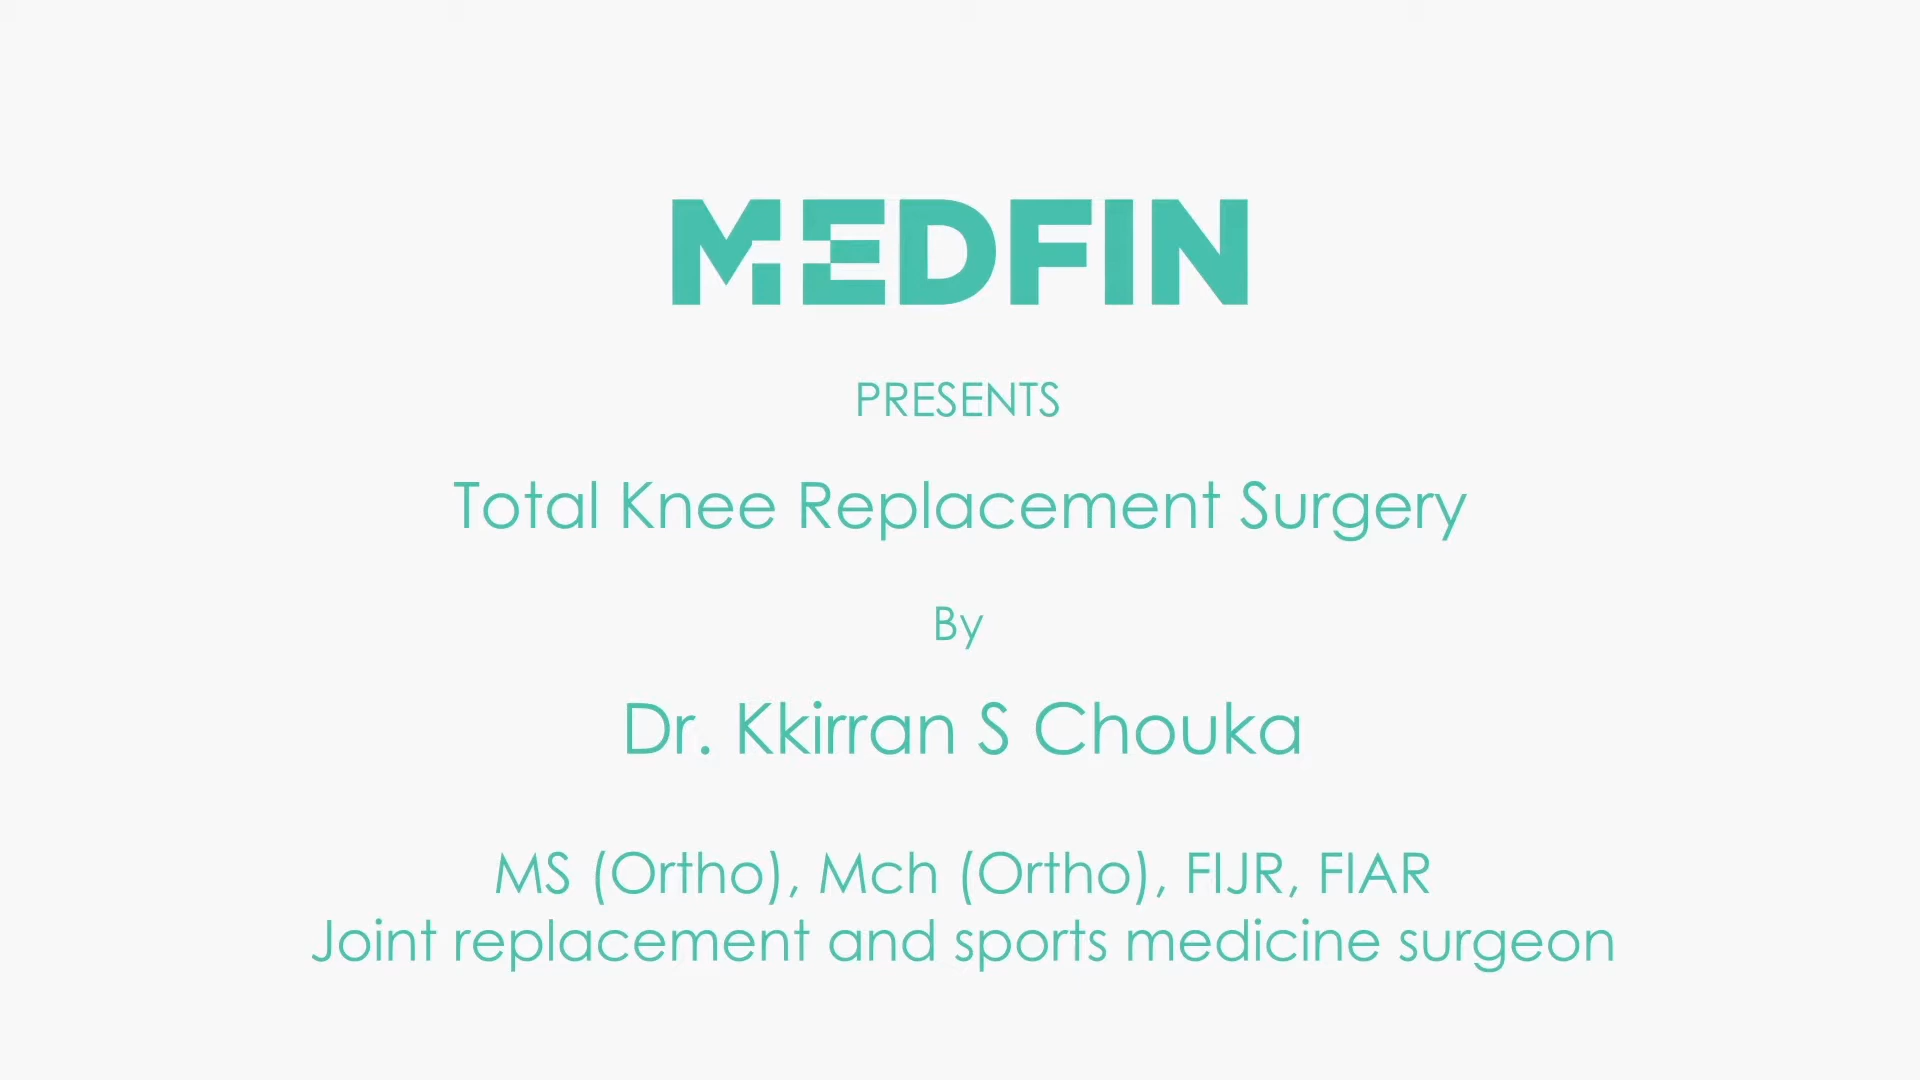 MEDFIN
PRESENTS
Total Knee Replacement Surgery
By
Dr. Kkirran S Chouka
MS (Ortho), Mch (Ortho), FIJR, FIAR
Joint replacement and sports medicine surgeon